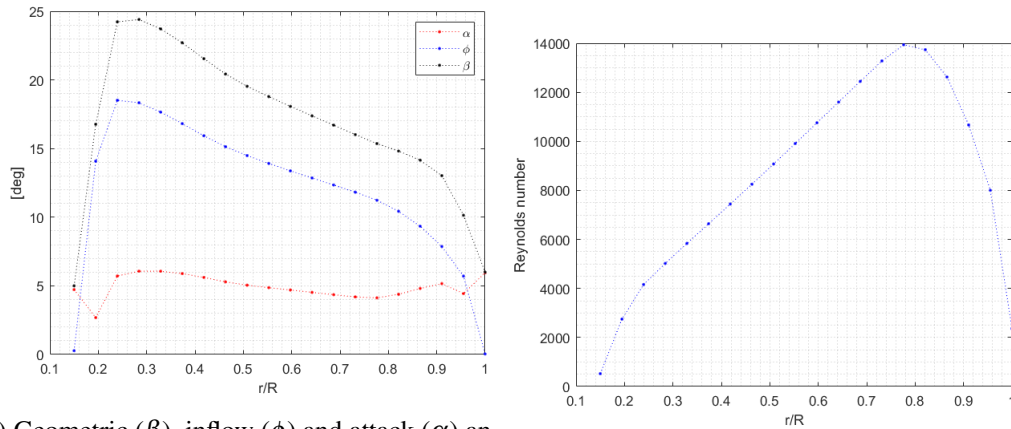 25
20
15
10
5
0
[deg]
α
ϕ
β
0.1 0.2 0.3 0.4 0.5 0.6 0.7 0.8 0.9 1
r/R
14000
12000
10000
8000
6000
4000
2000
0
Reynolds number
0.1 0.2 0.3 0.4 0.5 0.6 0.7 0.8 0.9 1
r/R
) Geometric (β), inflow (ϕ) and attack (α) an